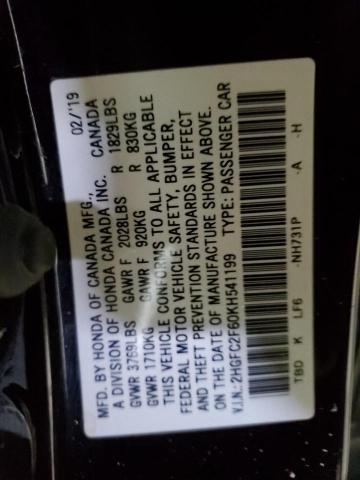 MFD. BY HONDA OF CANADA MFG., 02/'19
A DIVISION OF HONDA CANADA INC. CANADA
GVWR 3769LBS GAWR F 2028LBS R 1829LBS
GVWR 1710KG GAWR F 920KG R 830KG
THIS VEHICLE CONFORMS TO ALL APPLICABLE
FEDERAL MOTOR VEHICLE SAFETY, BUMPER,
AND THEFT PREVENTION STANDARDS IN EFFECT
ON THE DATE OF MANUFACTURE SHOWN ABOVE.
V.I.N.:2HGFC2F60KH541199 TYPE: PASSENGER CAR
TBD K LF6 -NH731P -A -H